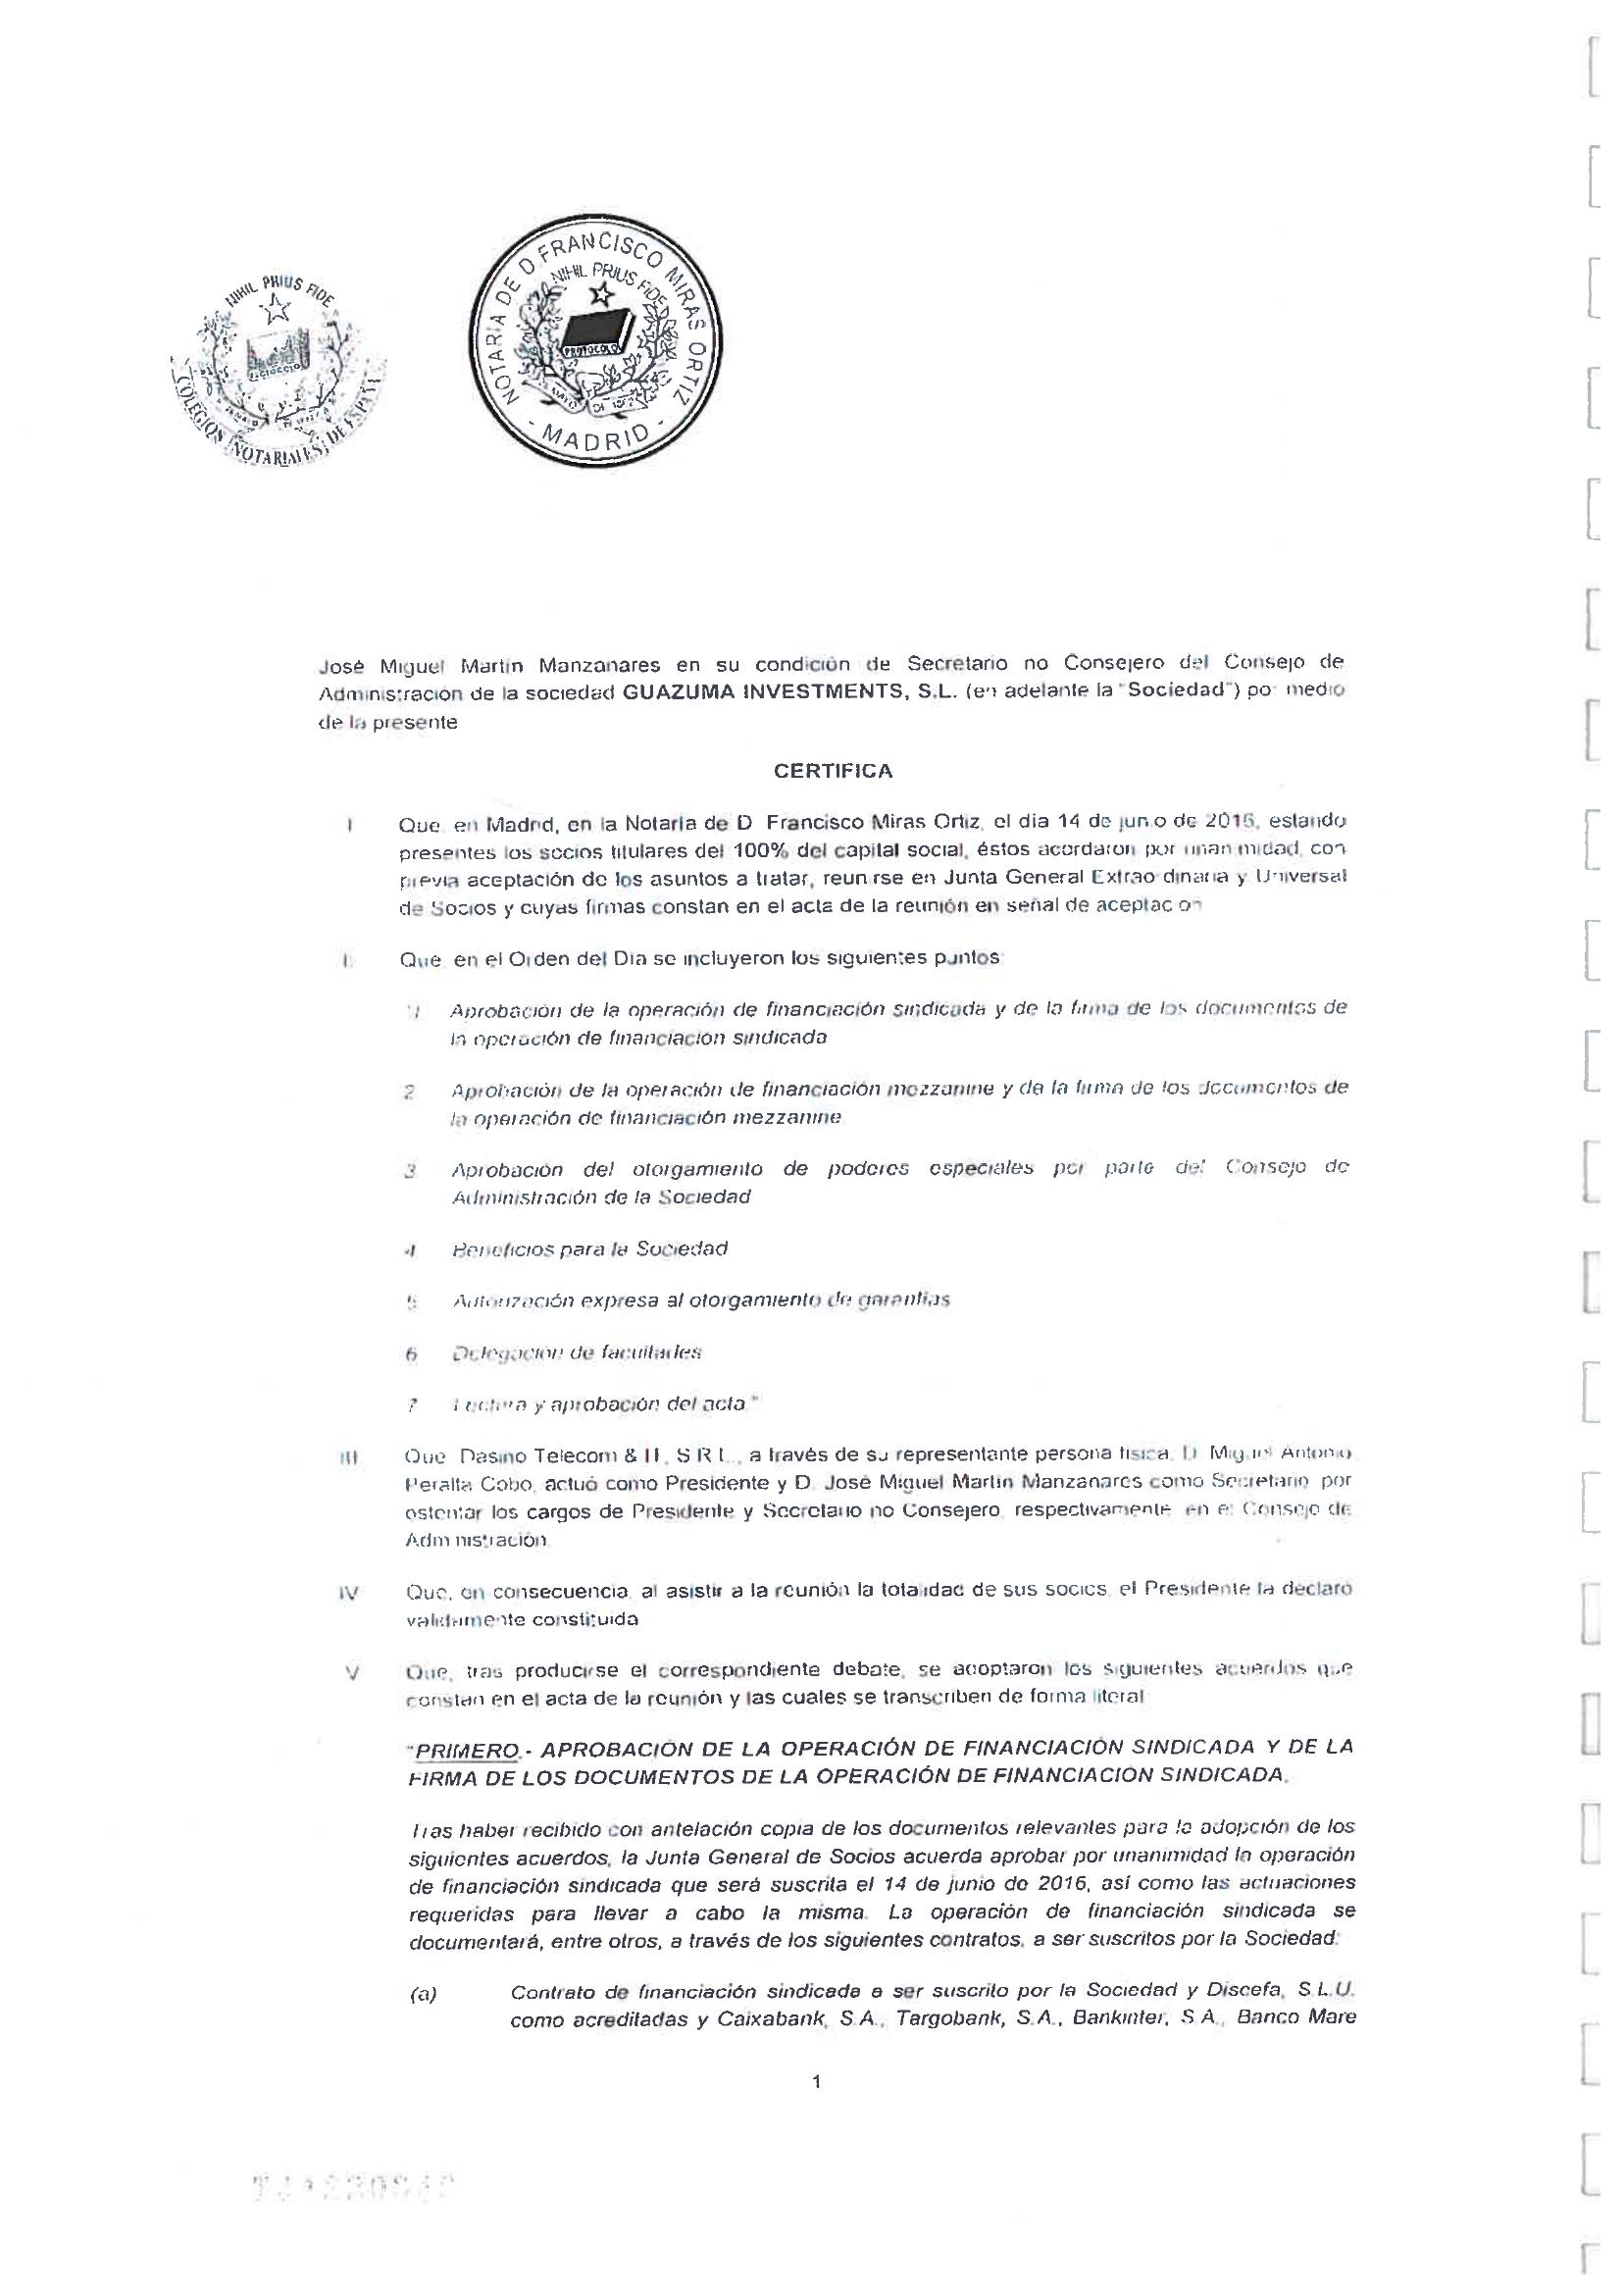 NIHIL PRIUS FIDE
COLEGIOS NOTARIALES DE ESPAÑA
NOTARIA DE D. FRANCISCO MIRAS ORTIZ
NIHIL PRIUS FIDE
PROTOCOLO
- MADRID -
José Miguel Martin Manzanares en su condición de Secretario no Consejero del Consejo de
Administración de la sociedad GUAZUMA INVESTMENTS, S.L. (en adelante la "Sociedad") por medio
de la presente
CERTIFICA
I Que en Madrid, en la Notaría de D Francisco Miras Ortiz, el día 14 de junio de 2016, estando
presentes los socios titulares del 100% del capital social, éstos acordaron por unanimidad, con
previa aceptación de los asuntos a tratar, reunirse en Junta General Extraordinaria y Universal
de Socios y cuyas firmas constan en el acta de la reunión en señal de aceptación
Que en el Orden del Dia se incluyeron los siguientes puntos
"1 Aprobación de la operación de financiación sindicada y de la firma de los documentos de
la operación de financiación sindicada
2 Aprobación de la operación de financiación mezzanine y de la firma de los documentos de
la operación de financiación mezzanine
3 Aprobación del otorgamiento de poderes especiales por parte del Consejo de
Administración de la Sociedad
4 Beneficios para la Sociedad
5 Autorización expresa al otorgamiento de garantías
6 Delegación de facultades
7 Lectura y aprobación del acta "
III Que Dasino Telecom & II, S R L , a través de su representante persona fisica, D Miguel Antonio
Peralta Cobo, actuó como Presidente y D. José Miguel Martin Manzanares como Secretario por
ostentar los cargos de Presidente y Secretario no Consejero, respectivamente en el Consejo de
Administración
IV Que, en consecuencia, al asistir a la reunión la totalidad de sus socios, el Presidente la declaró
validamente constituida
V Que, tras producirse el correspondiente debate, se adoptaron los siguientes acuerdos que
constan en el acta de la reunión y las cuales se transcriben de forma literal
"PRIMERO.- APROBACIÓN DE LA OPERACIÓN DE FINANCIACIÓN SINDICADA Y DE LA
FIRMA DE LOS DOCUMENTOS DE LA OPERACIÓN DE FINANCIACIÓN SINDICADA.
Tras haber recibido con antelación copia de los documentos relevantes para la adopción de los
siguientes acuerdos, la Junta General de Socios acuerda aprobar por unanimidad la operación
de financiación sindicada que será suscrita el 14 de junio de 2016, así como las actuaciones
requeridas para llevar a cabo la misma. La operación de financiación sindicada se
documentará, entre otros, a través de los siguientes contratos, a ser suscritos por la Sociedad:
(a) Contrato de financiación sindicada a ser suscrito por la Sociedad y Discefa, S.L.U.
como acreditadas y Caixabank, S.A., Targobank, S.A., Bankinter, S.A., Banco Mare
1